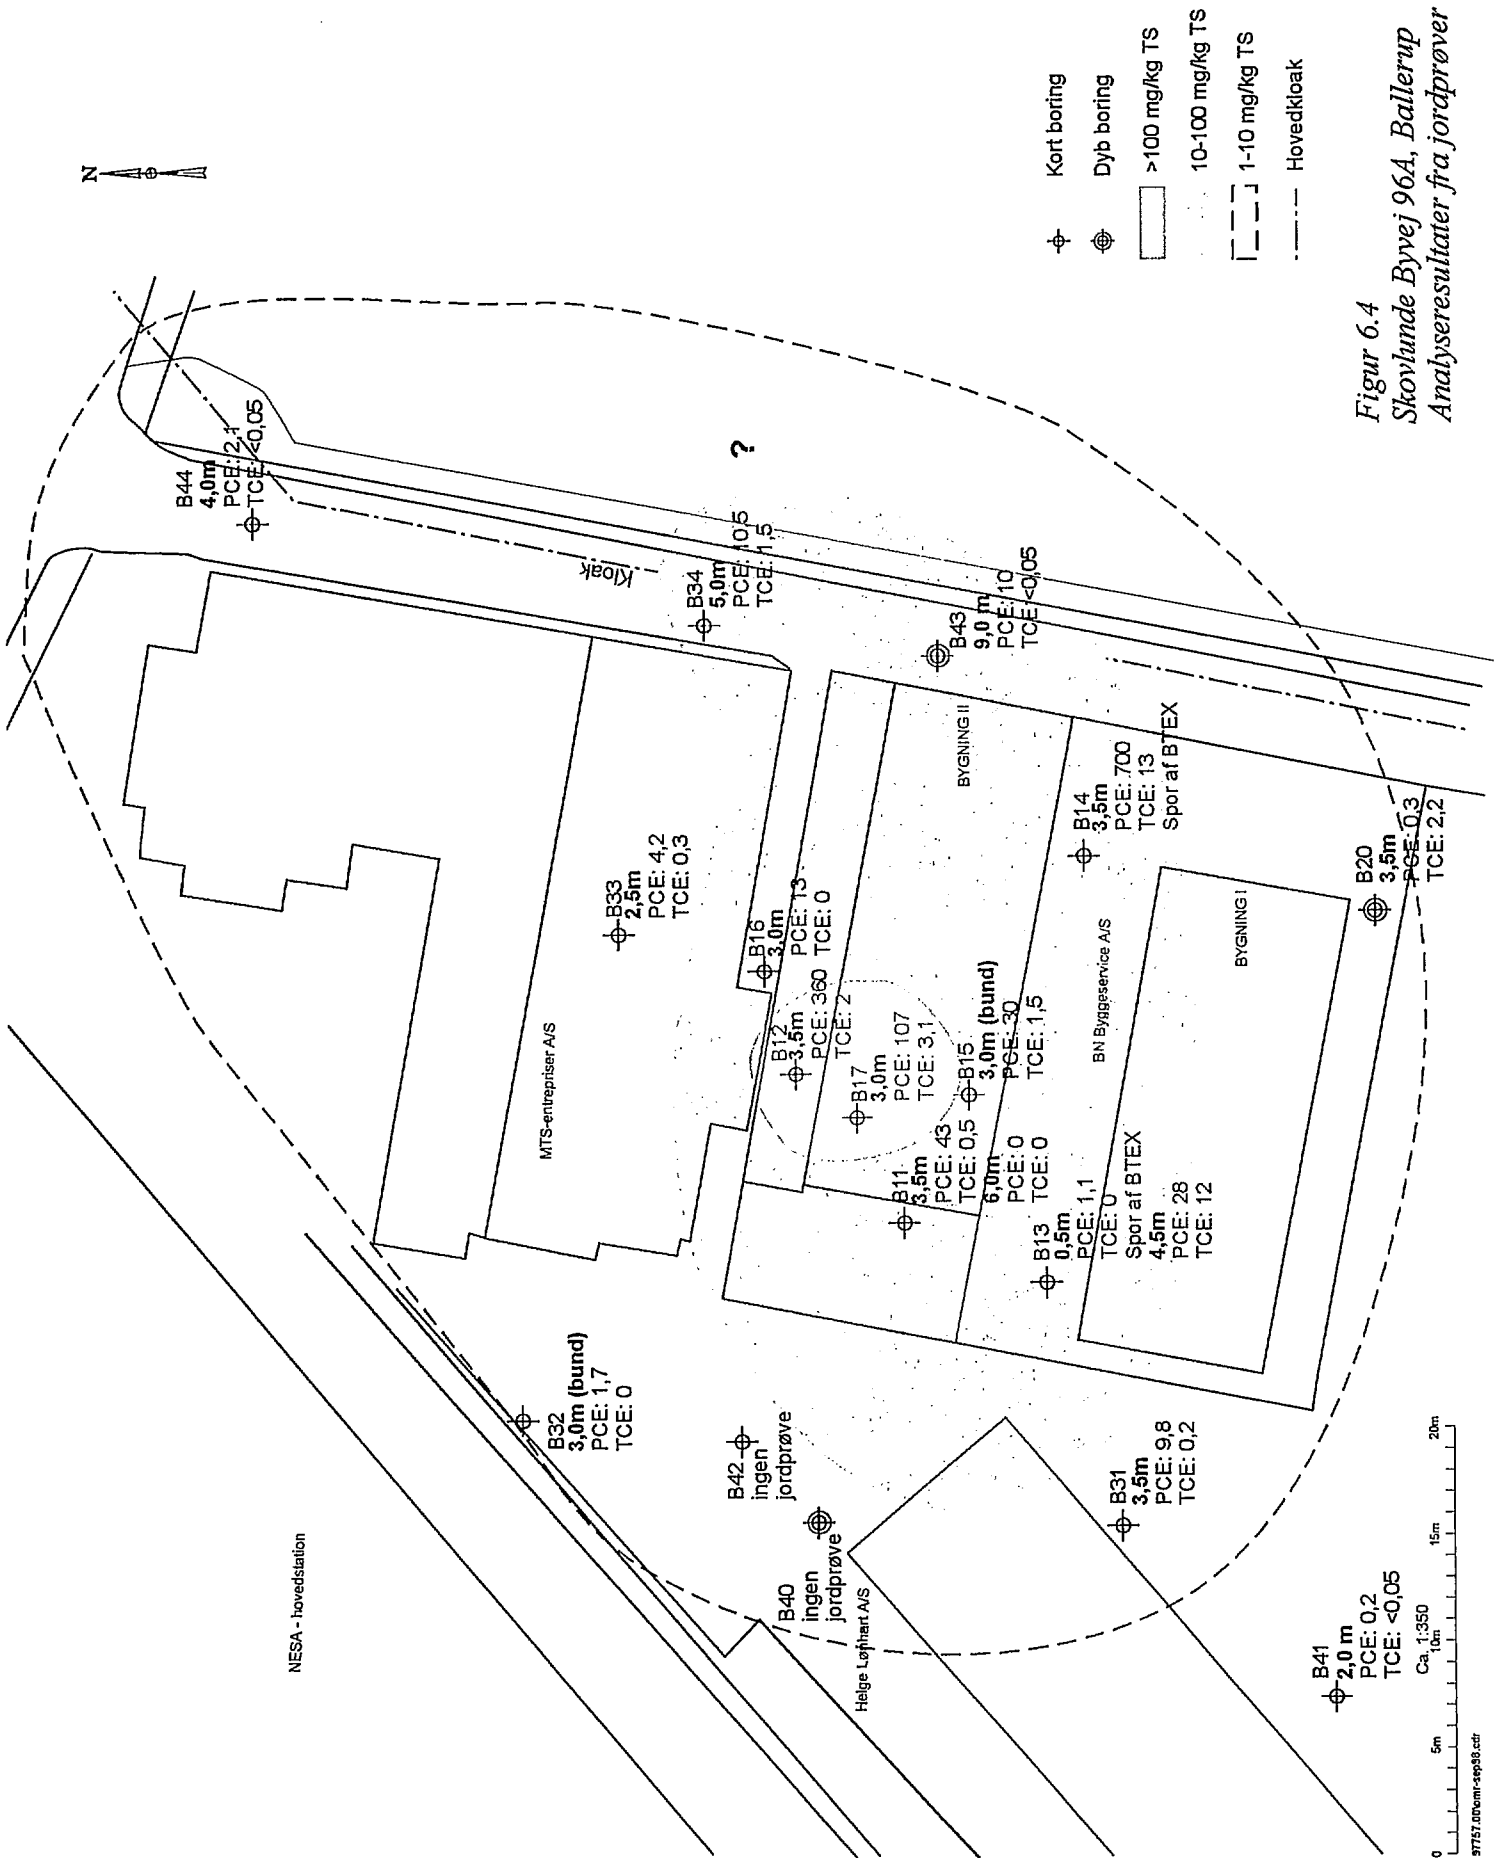 N
NESA - hovedstation
B44
4,0m
PCE: 2,1
TCE: <0,05
Kloak
MTS-entrepriser A/S
B33
2,5m
PCE: 4,2
TCE: 0,3
B34
5,0m
PCE: 10,5
TCE: 1,5
?
B32
3,0m (bund)
PCE: 1,7
TCE: 0
B42
ingen
jordprøve
B40
ingen
jordprøve
Helge Lønhart A/S
B12
3,5m
PCE: 360
TCE: 2
B16
3,0m
PCE: 13
TCE: 0
B17
3,0m
PCE: 107
TCE: 3,1
B11
3,5m
PCE: 43
TCE: 0,5
6,0m
PCE: 0
TCE: 0
B15
3,0m (bund)
PCE: 30
TCE: 1,5
B43
9,0 m
PCE: 10
TCE: <0,05
BYGNING II
B13
0,5m
PCE: 1,1
TCE: 0
Spor af BTEX
4,5m
PCE: 28
TCE: 12
BN Byggeservice A/S
B14
3,5m
PCE: 700
TCE: 13
Spor af BTEX
BYGNING I
B31
3,5m
PCE: 9,8
TCE: 0,2
B20
3,5m
PCE: 0,3
TCE: 2,2
B41
2,0 m
PCE: 0,2
TCE: <0,05
Ca. 1:350
0 5m 10m 15m 20m
Kort boring
Dyb boring
>100 mg/kg TS
10-100 mg/kg TS
1-10 mg/kg TS
Hovedkloak
Figur 6.4
Skovlunde Byvej 96A, Ballerup
Analyseresultater fra jordprøver